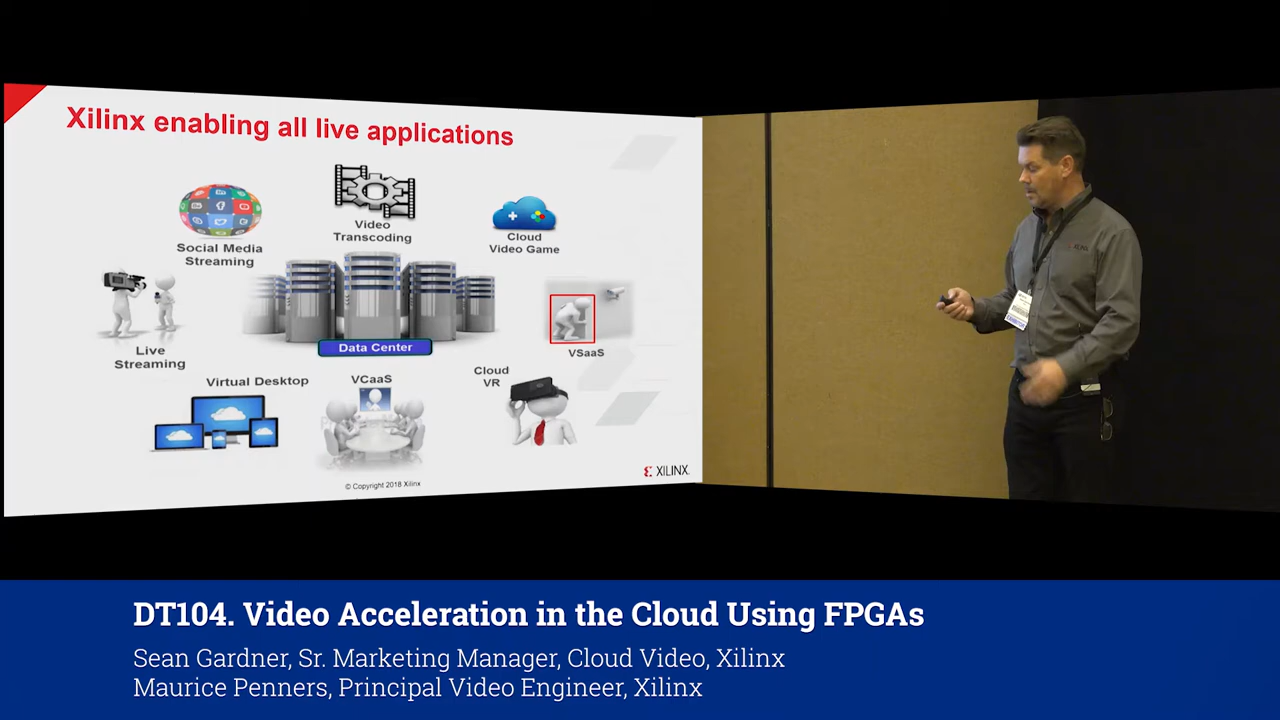 Xilinx enabling all live applications
Social Media
Streaming
Video
Transcoding
Cloud
Video Game
Live
Streaming
Data Center
VSaaS
Virtual Desktop
VCaaS
Cloud
VR
© Copyright 2018 Xilinx
XILINX
XILINX
DT104. Video Acceleration in the Cloud Using FPGAs
Sean Gardner, Sr. Marketing Manager, Cloud Video, Xilinx
Maurice Penners, Principal Video Engineer, Xilinx